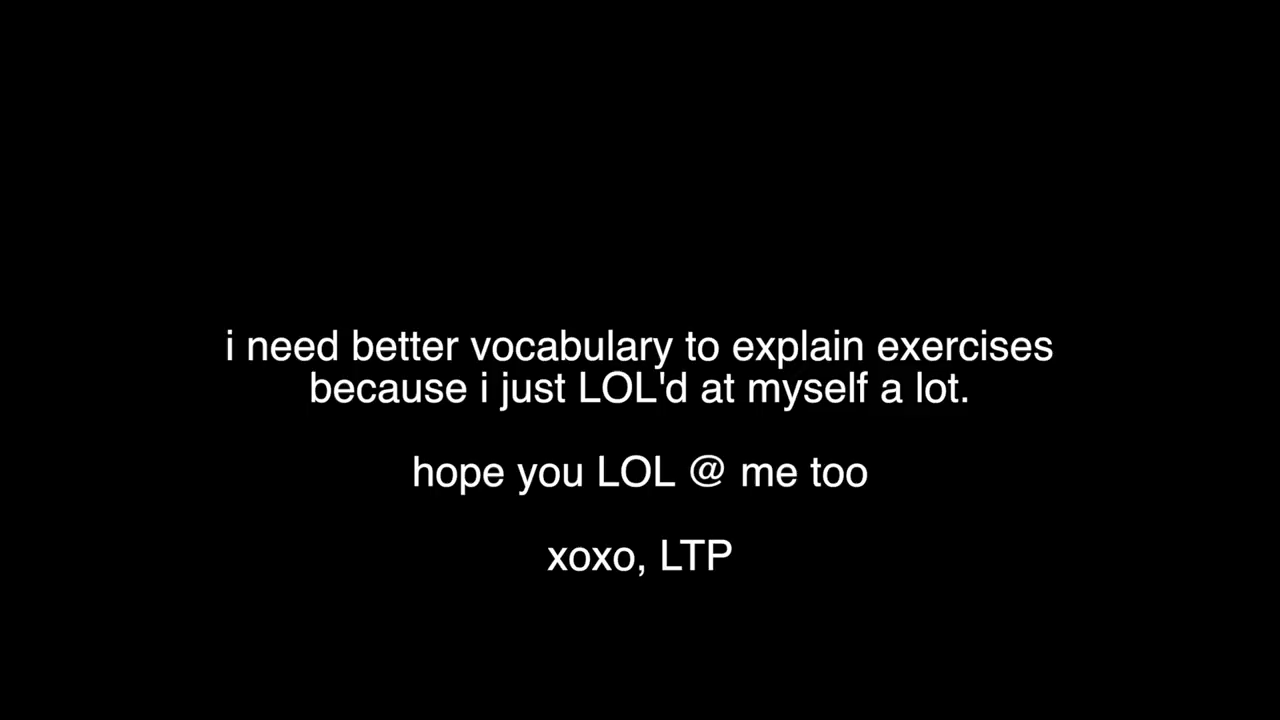 i need better vocabulary to explain exercises
because i just LOL'd at myself a lot.
hope you LOL @ me too
xoxo, LTP